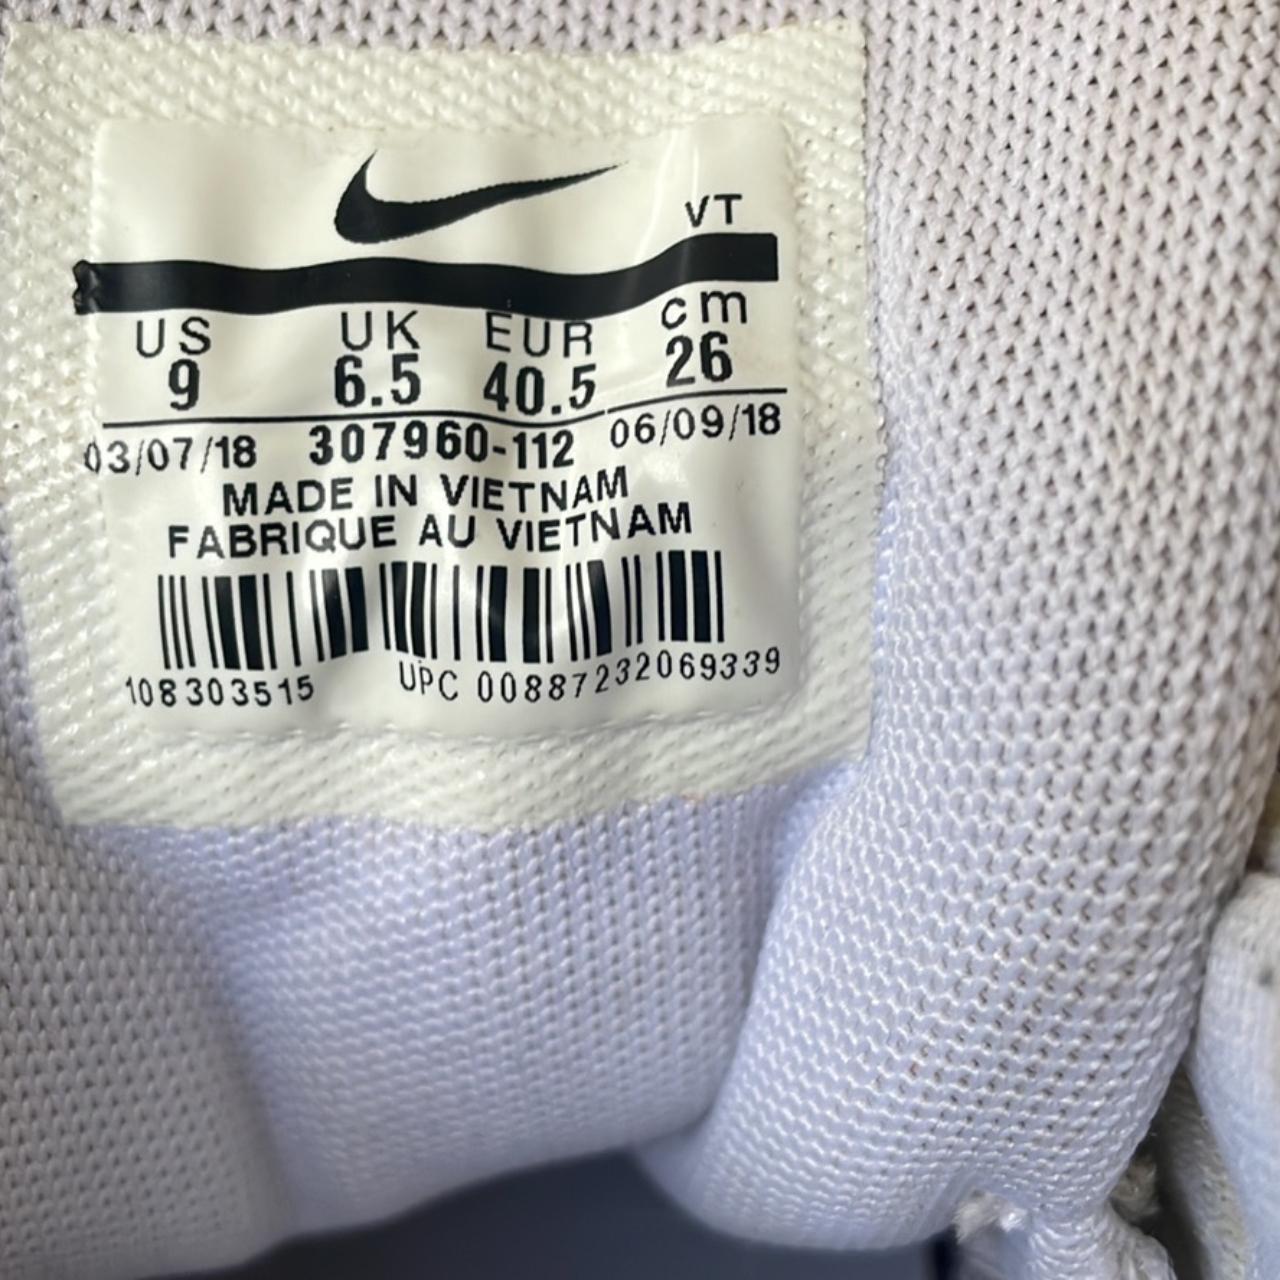 VT
US UK EUR cm
9 6.5 40.5 26
03/07/18 307960-112 06/09/18
MADE IN VIETNAM
FABRIQUE AU VIETNAM
108303515 UPC 00887232069339